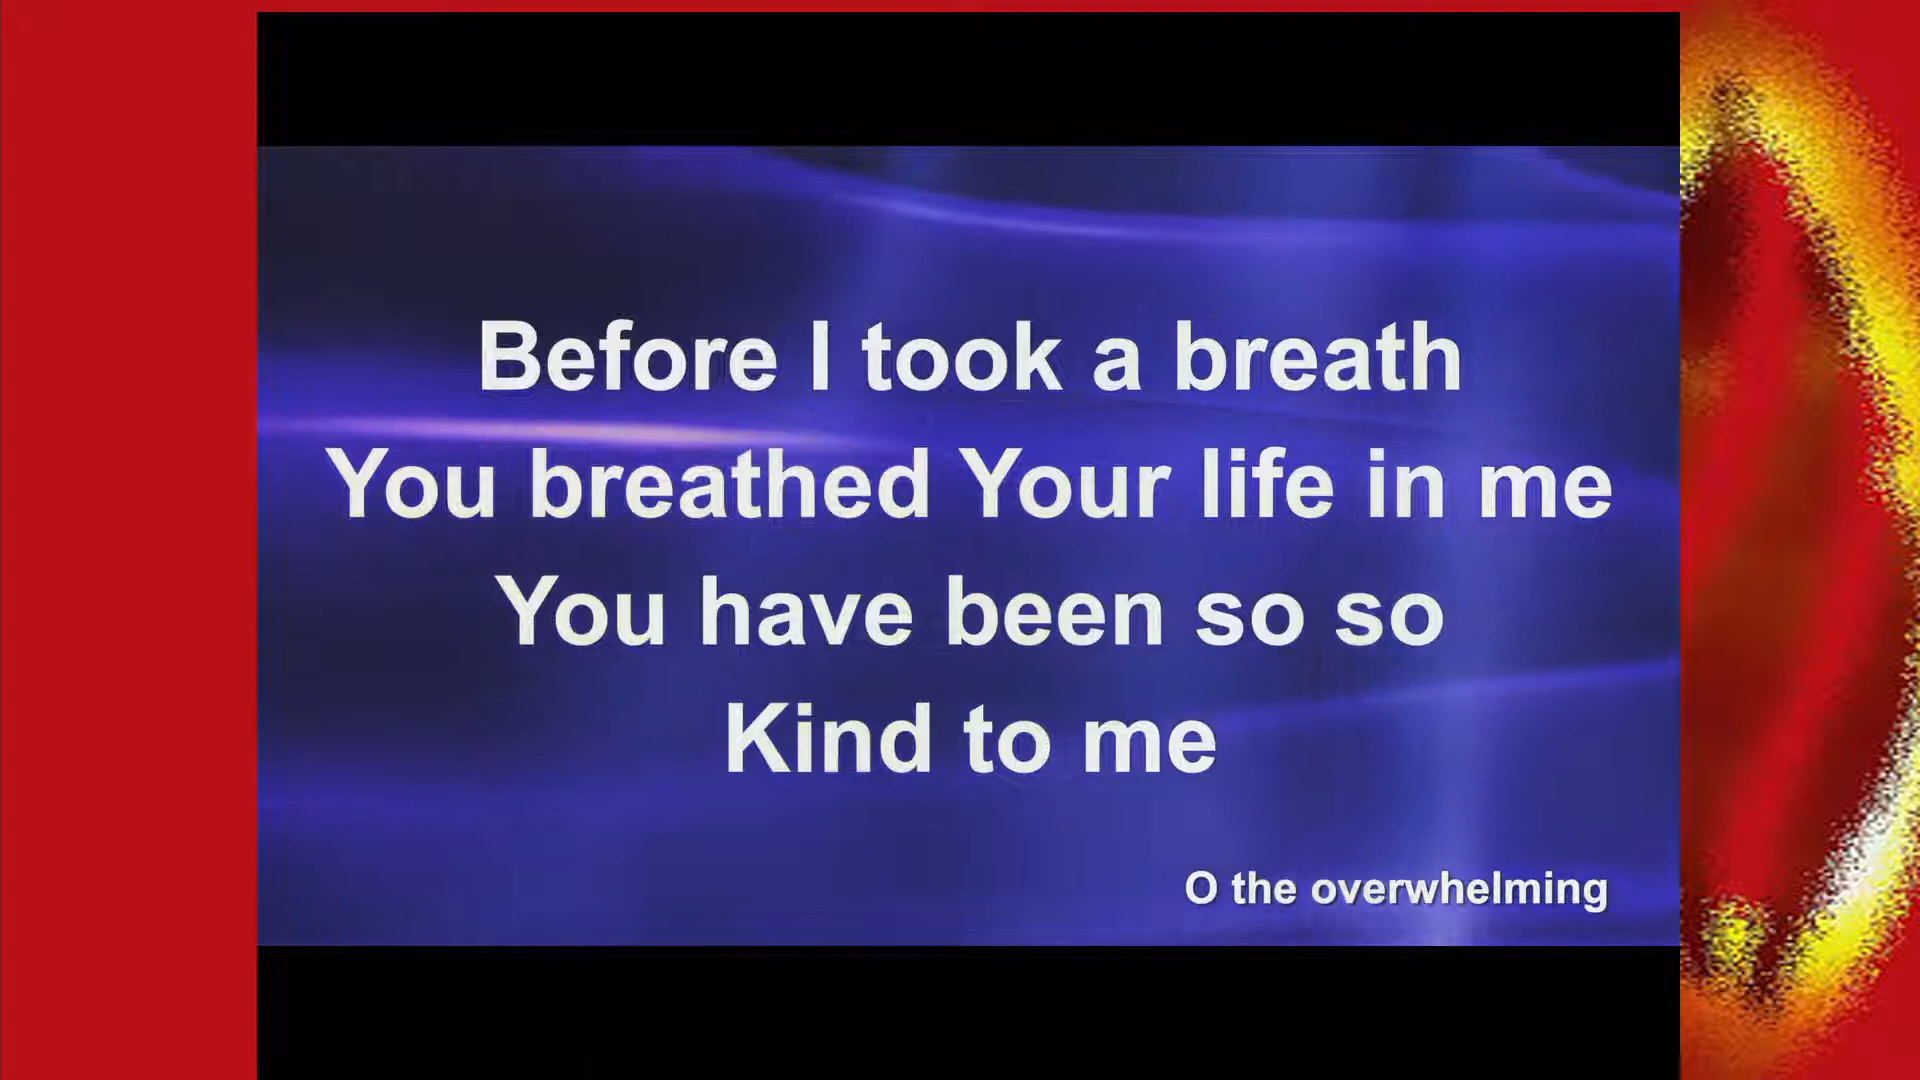 Before I took a breath
You breathed Your life in me
You have been so so
Kind to me
O the overwhelming